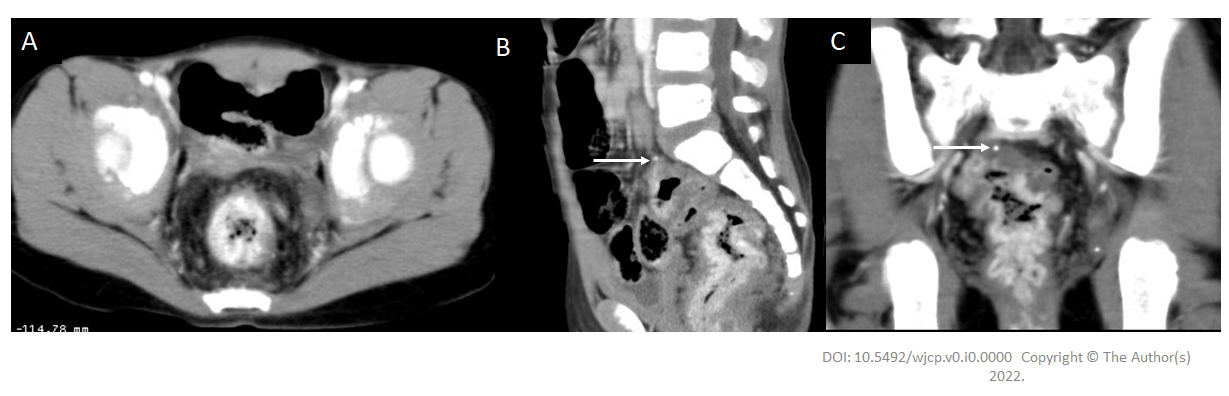 A
B
C
-114.78 mm
DOI: 10.5492/wjcp.v0.i0.0000 Copyright © The Author(s)
2022.